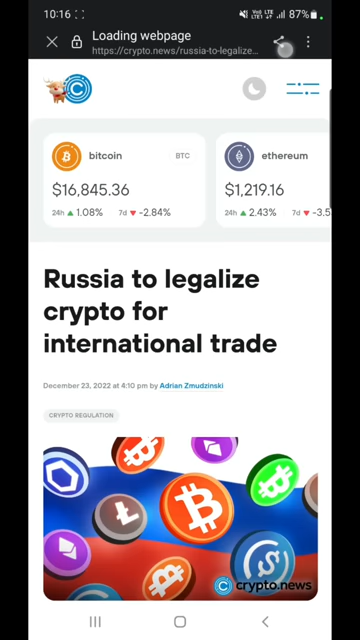 10:16
87%
Loading webpage
https://crypto.news/russia-to-legalize...
bitcoin
BTC
ethereum
$16,845.36
$1,219.16
24h ▲ 1.08% 7d ▼ -2.84%
24h ▲ 2.43% 7d ▼ -3.5
Russia to legalize
crypto for
international trade
December 23, 2022 at 4:10 pm by Adrian Zmudzinski
CRYPTO REGULATION
crypto.news